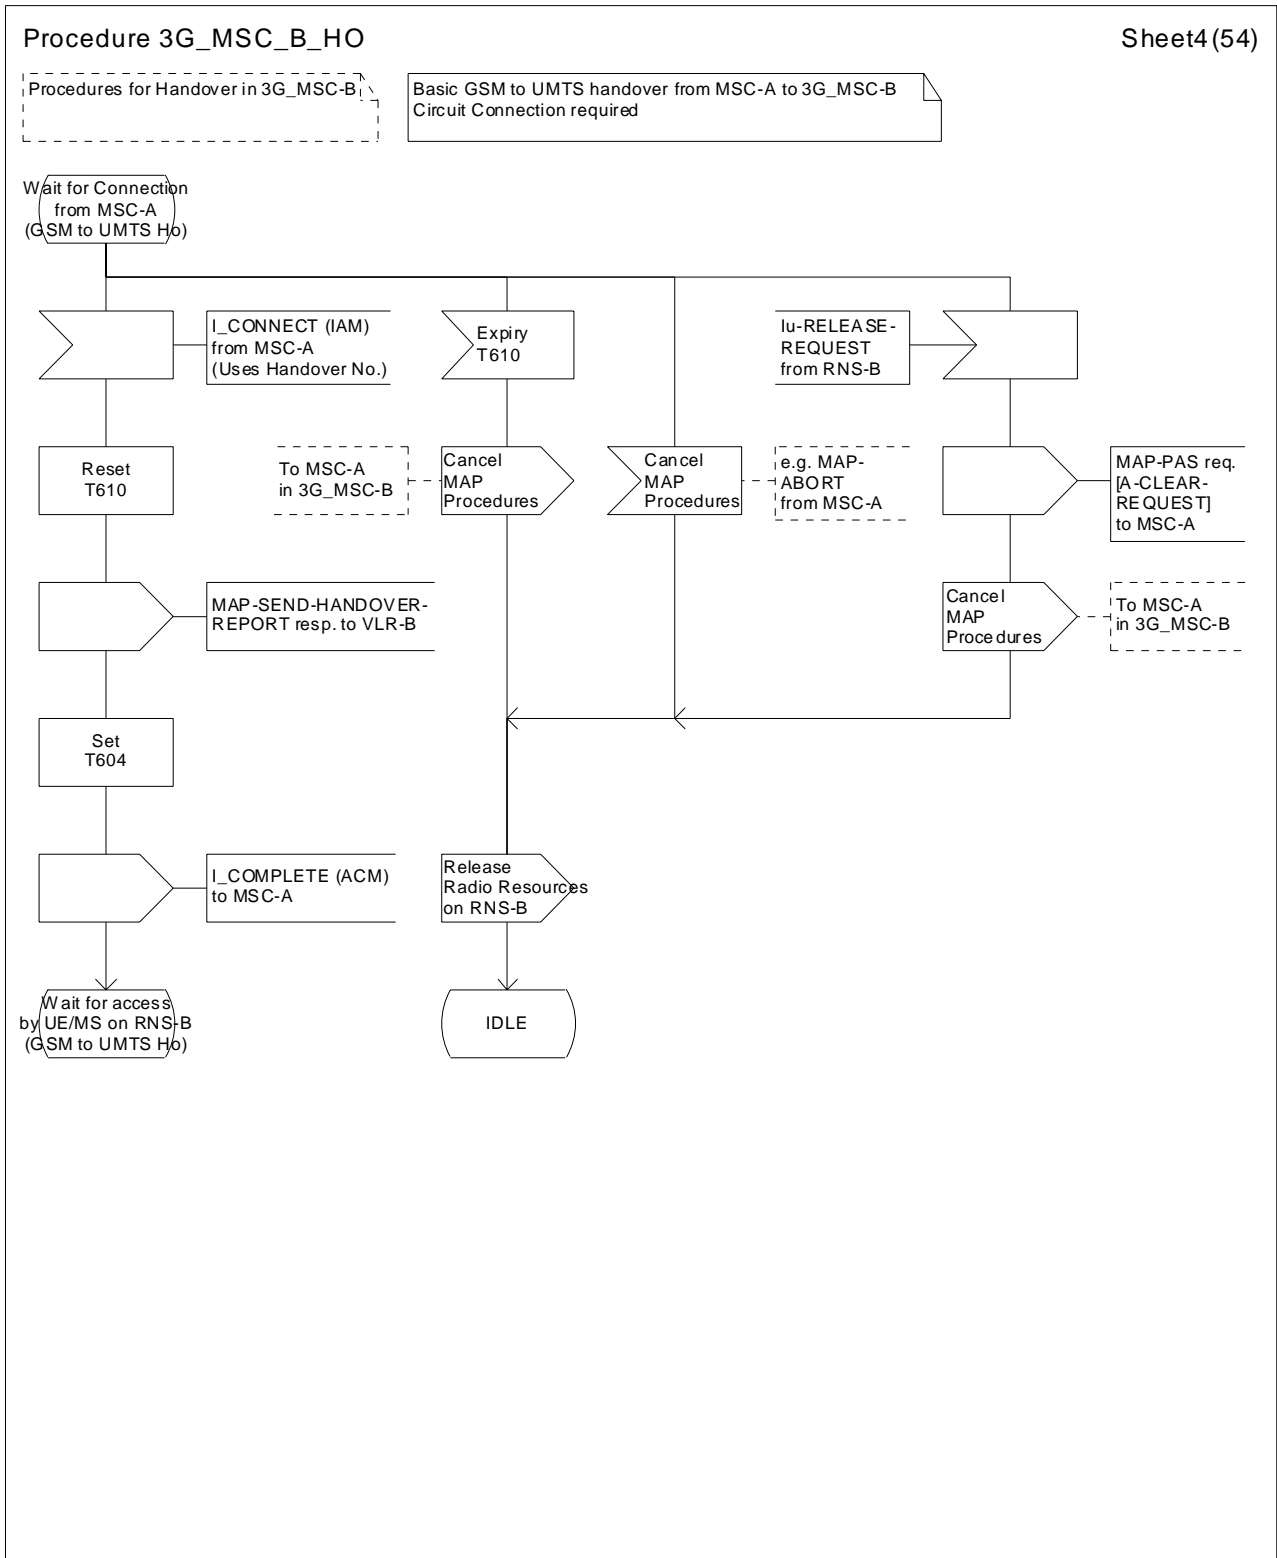 Procedure 3G_MSC_B_HO
Sheet4(54)
Procedures for Handover in 3G_MSC-B
Basic GSM to UMTS handover from MSC-A to 3G_MSC-B
Circuit Connection required
Wait for Connection
from MSC-A
(GSM to UMTS Ho)
I_CONNECT (IAM)
from MSC-A
(Uses Handover No.)
Expiry
T610
Iu-RELEASE-
REQUEST
from RNS-B
Reset
T610
To MSC-A
in 3G_MSC-B
Cancel
MAP
Procedures
Cancel
MAP
Procedures
e.g. MAP-
ABORT
from MSC-A
MAP-PAS req.
[A-CLEAR-
REQUEST]
to MSC-A
MAP-SEND-HANDOVER-
REPORT resp. to VLR-B
Cancel
MAP
Procedures
To MSC-A
in 3G_MSC-B
Set
T604
I_COMPLETE (ACM)
to MSC-A
Release
Radio Resources
on RNS-B
Wait for access
by UE/MS on RNS-B
(GSM to UMTS Ho)
IDLE